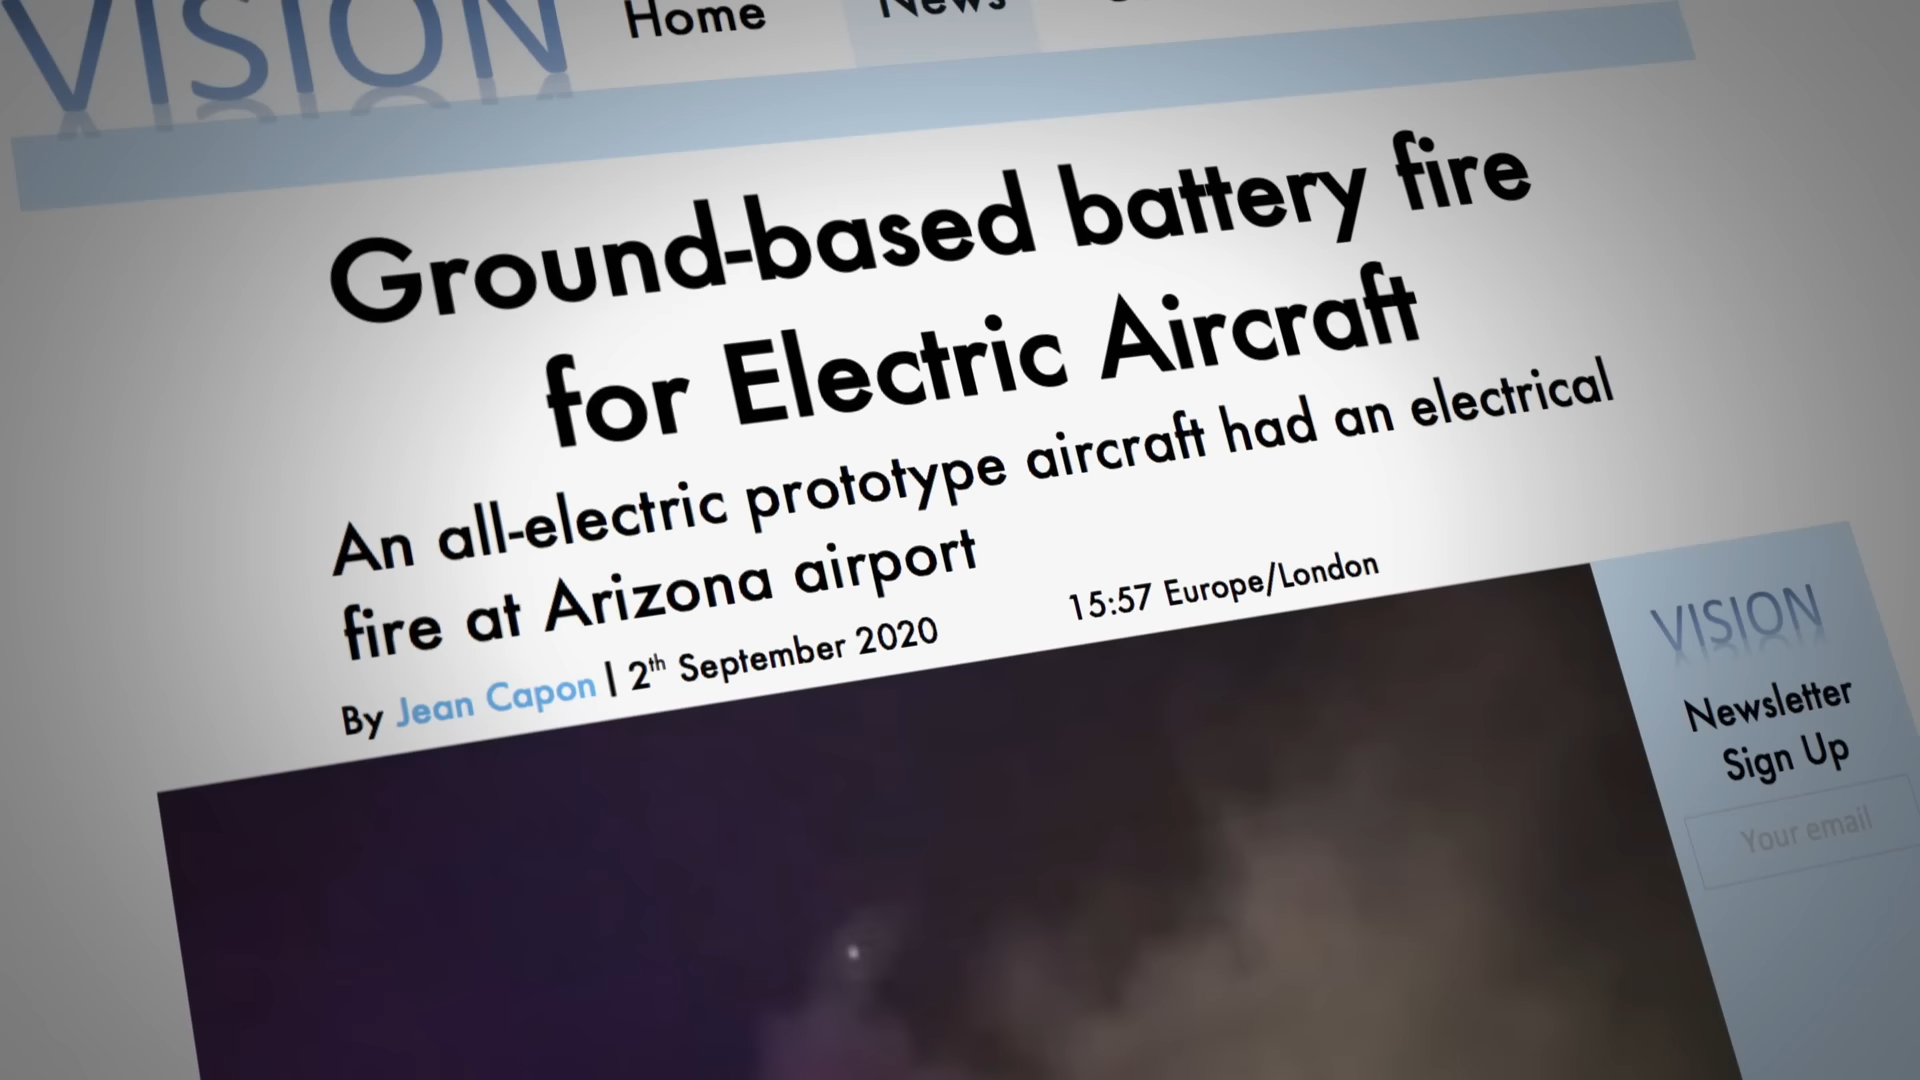 VISION
Home
News
Ground-based battery fire
for Electric Aircraft
An all-electric prototype aircraft had an electrical
fire at Arizona airport
By Jean Capon | 2th September 2020
15:57 Europe/London
VISION
Newsletter
Sign Up
Your email